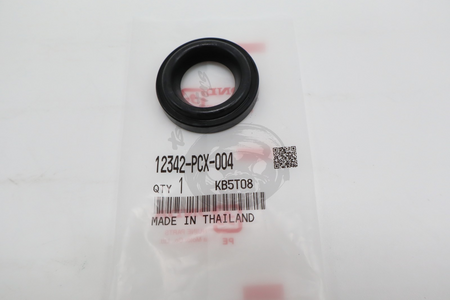 12342-PCX-004
QTY 1 KB5T08
MADE IN THAILAND